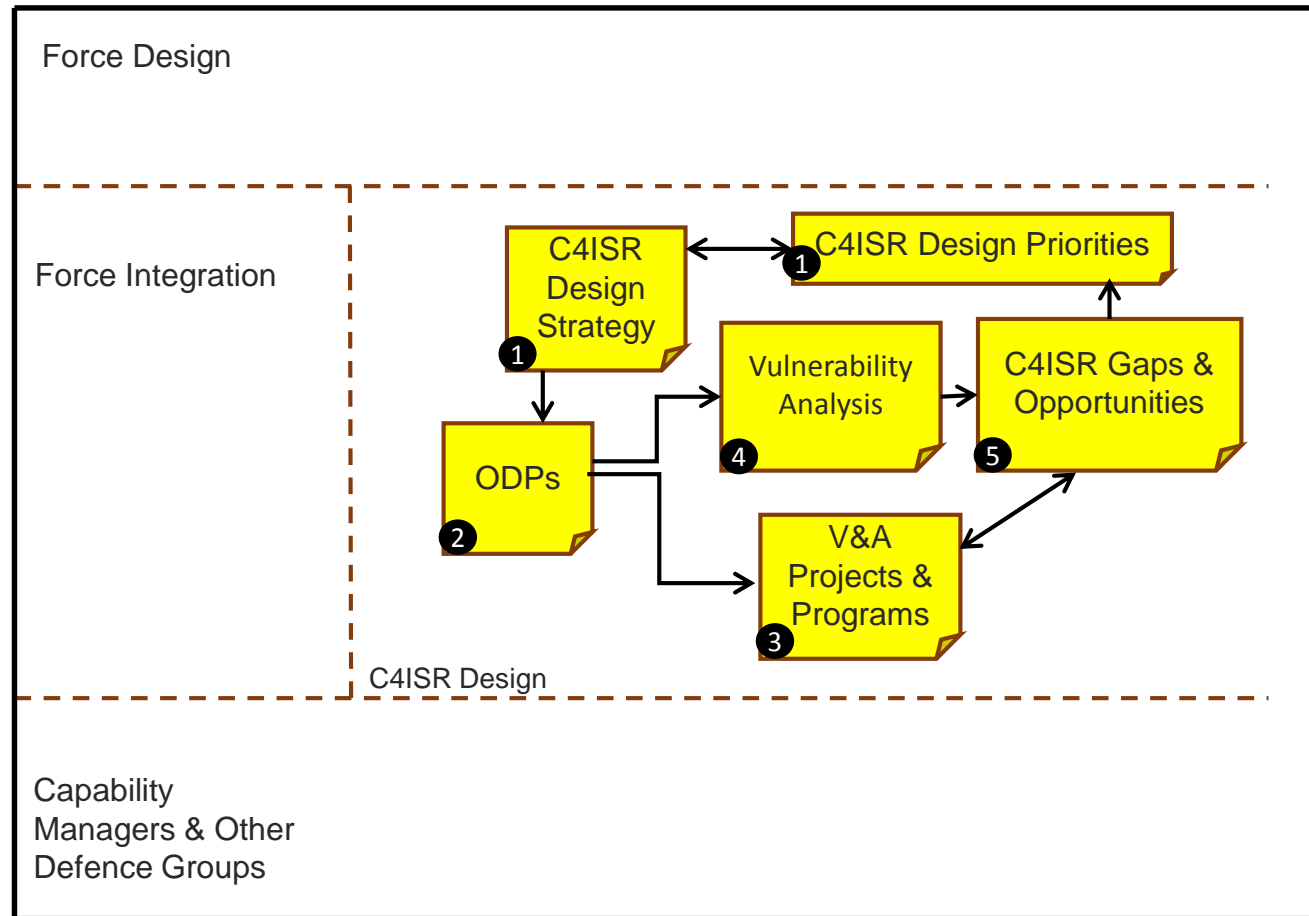 Force Design
Force Integration
C4ISR
Design
Strategy
1
C4ISR Design Priorities
1
Vulnerability
Analysis
4
C4ISR Gaps &
Opportunities
5
ODPs
2
V&A
Projects &
Programs
3
C4ISR Design
Capability
Managers & Other
Defence Groups